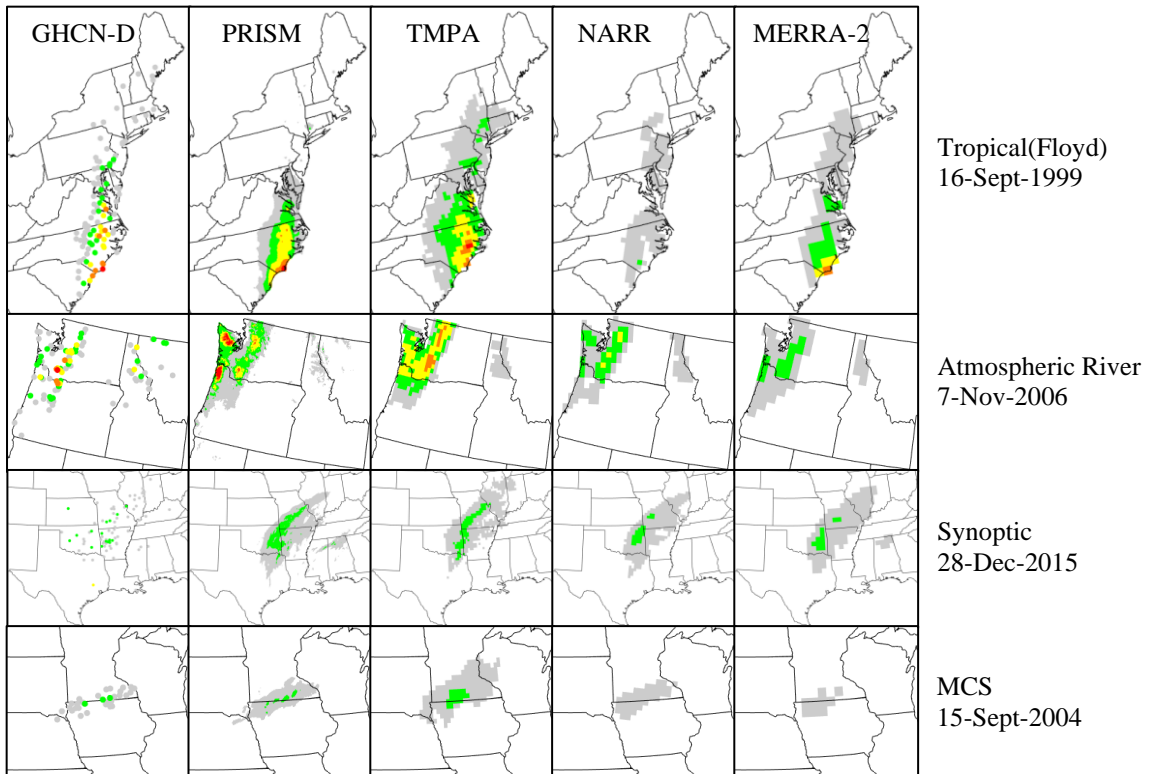 GHCN-D PRISM TMPA NARR MERRA-2
Tropical(Floyd)
16-Sept-1999
Atmospheric River
7-Nov-2006
Synoptic
28-Dec-2015
MCS
15-Sept-2004